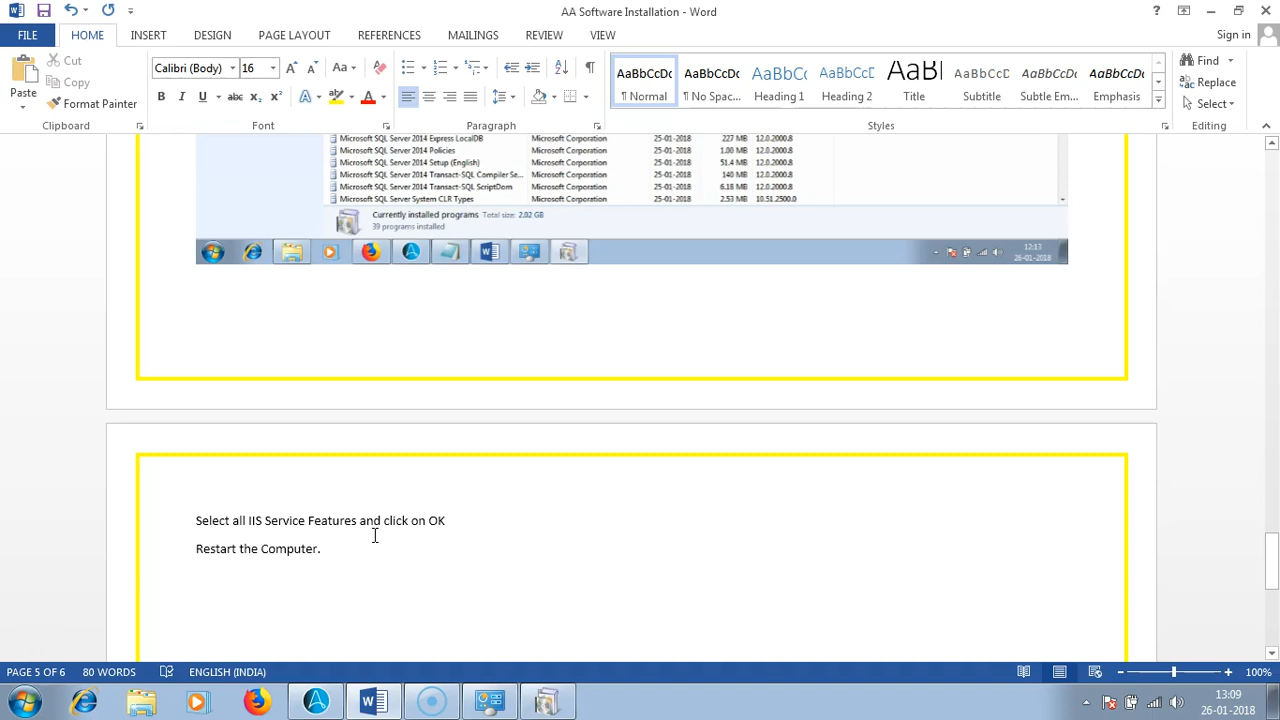 AA Software Installation - Word
FILE HOME INSERT DESIGN PAGE LAYOUT REFERENCES MAILINGS REVIEW VIEW Sign in
Paste
Cut
Copy
Format Painter
Calibri (Body) 16
AaBbCcDc AaBbCcDc AaBbCc AaBbCcD AaBl AaBbCcD AaBbCcDc AaBbCcDc
¶ Normal ¶ No Spac... Heading 1 Heading 2 Title Subtitle Subtle Em... Emphasis
Find
Replace
Select
Clipboard Font Paragraph Styles Editing
Microsoft SQL Server 2014 Express LocalDB Microsoft Corporation 25-01-2018 227 MB 12.0.2000.8
Microsoft SQL Server 2014 Policies Microsoft Corporation 25-01-2018 1.00 MB 12.0.2000.8
Microsoft SQL Server 2014 Setup (English) Microsoft Corporation 25-01-2018 51.4 MB 12.0.2000.8
Microsoft SQL Server 2014 Transact-SQL Compiler Se... Microsoft Corporation 25-01-2018 140 MB 12.0.2000.8
Microsoft SQL Server 2014 Transact-SQL ScriptDom Microsoft Corporation 25-01-2018 6.18 MB 12.0.2000.8
Microsoft SQL Server System CLR Types Microsoft Corporation 25-01-2018 2.53 MB 10.51.2500.0
Currently installed programs Total size: 2.02 GB
39 programs installed
12:13
26-01-2018
Select all IIS Service Features and click on OK
Restart the Computer.
PAGE 5 OF 6 80 WORDS ENGLISH (INDIA) 100%
13:09
26-01-2018